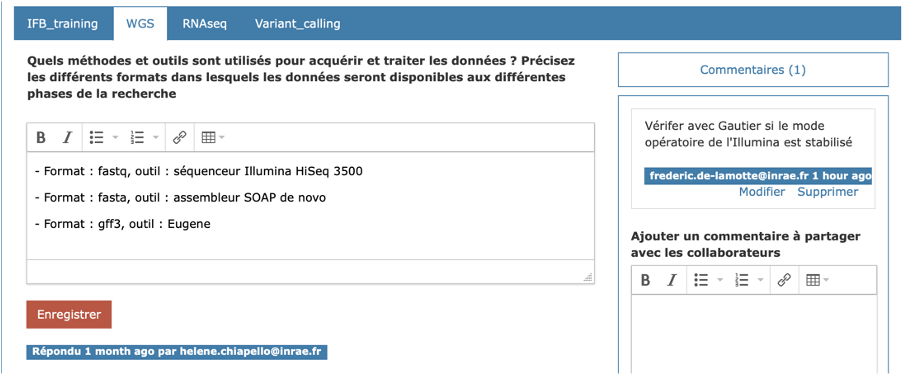 IFB_training WGS RNAseq Variant_calling
Quels méthodes et outils sont utilisés pour acquérir et traiter les données ? Précisez
les différents formats dans lesquels les données seront disponibles aux différentes
phases de la recherche
B I
- Format : fastq, outil : séquenceur Illumina HiSeq 3500
- Format : fasta, outil : assembleur SOAP de novo
- Format : gff3, outil : Eugene
Enregistrer
Répondu 1 month ago par helene.chiapello@inrae.fr
Commentaires (1)
Vérifer avec Gautier si le mode
opératoire de l'Illumina est stabilisé
frederic.de-lamotte@inrae.fr 1 hour ago
Modifier Supprimer
Ajouter un commentaire à partager
avec les collaborateurs
B I